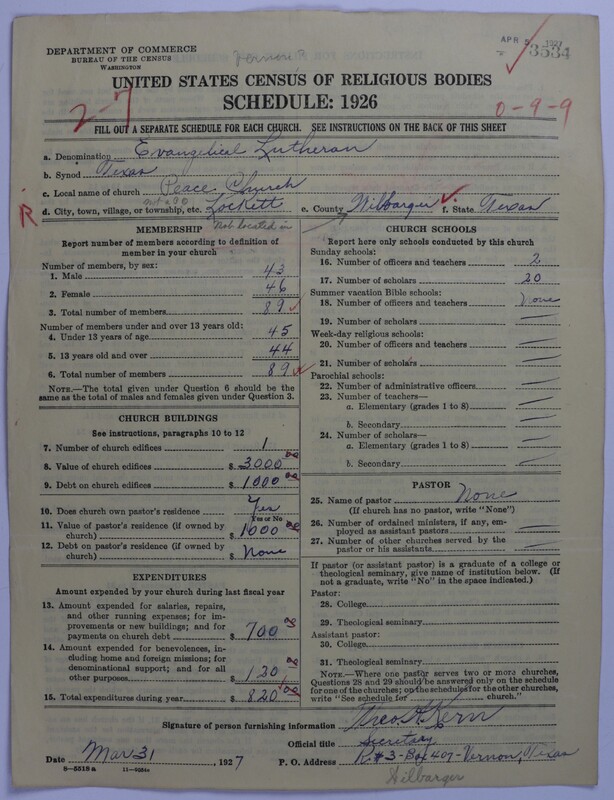 DEPARTMENT OF COMMERCE
BUREAU OF THE CENSUS
WASHINGTON
Vernon R
APR 5 1927
3534
UNITED STATES CENSUS OF RELIGIOUS BODIES
SCHEDULE: 1926
2-7
0-9-9
FILL OUT A SEPARATE SCHEDULE FOR EACH CHURCH. SEE INSTRUCTIONS ON THE BACK OF THIS SHEET
a. Denomination Evangelical Lutheran
b. Synod Texas
c. Local name of church Peace Church
R
d. City, town, village, or township, etc. Lockett e. County Wilbarger f. State Texas
Not located in
MEMBERSHIP
Report number of members according to definition of member in your church
Number of members, by sex:
1. Male 43
2. Female 46
3. Total number of members 89
Number of members under and over 13 years old:
4. Under 13 years of age 45
5. 13 years old and over 44
6. Total number of members 89
NOTE.—The total given under Question 6 should be the
same as the total of males and females given under Question 3.
CHURCH BUILDINGS
See instructions, paragraphs 10 to 12
7. Number of church edifices 1
8. Value of church edifices $ 3000 00
9. Debt on church edifices $ 1000 00
10. Does church own pastor's residence Yes
Yes or No
11. Value of pastor's residence (if owned by
church) $ 1000 00
12. Debt on pastor's residence (if owned by
church) $ None
EXPENDITURES
Amount expended by your church during last fiscal year
13. Amount expended for salaries, repairs,
and other running expenses; for im-
provements or new buildings; and for
payments on church debt $ 700 00
14. Amount expended for benevolences, in-
cluding home and foreign missions; for
denominational support; and for all
other purposes $ 120 00
15. Total expenditures during year $ 820 00
CHURCH SCHOOLS
Report here only schools conducted by this church
Sunday schools:
16. Number of officers and teachers 2
17. Number of scholars 20
Summer vacation Bible schools:
18. Number of officers and teachers None
19. Number of scholars
Week-day religious schools:
20. Number of officers and teachers
21. Number of scholars
Parochial schools:
22. Number of administrative officers
23. Number of teachers—
a. Elementary (grades 1 to 8)
b. Secondary
24. Number of scholars—
a. Elementary (grades 1 to 8)
b. Secondary
PASTOR
25. Name of pastor None
(If church has no pastor, write "None")
26. Number of ordained ministers, if any, em-
ployed as assistant pastors
27. Number of other churches served by the
pastor or his assistants
If pastor (or assistant pastor) is a graduate of a college or
theological seminary, give name of institution below. (If
not a graduate, write "No" in the space indicated.)
Pastor:
28. College
29. Theological seminary
Assistant pastor:
30. College
31. Theological seminary
NOTE.—Where one pastor serves two or more churches,
Questions 28 and 29 should be answered only on the schedule
for one of the churches; on the schedules for the other churches,
write "See schedule for church."
Signature of person furnishing information Theo A Kern
Official title Secretary
Date Mar 31, 1927 P. O. Address R#3-Box 407-Vernon, Texas
Wilbarger